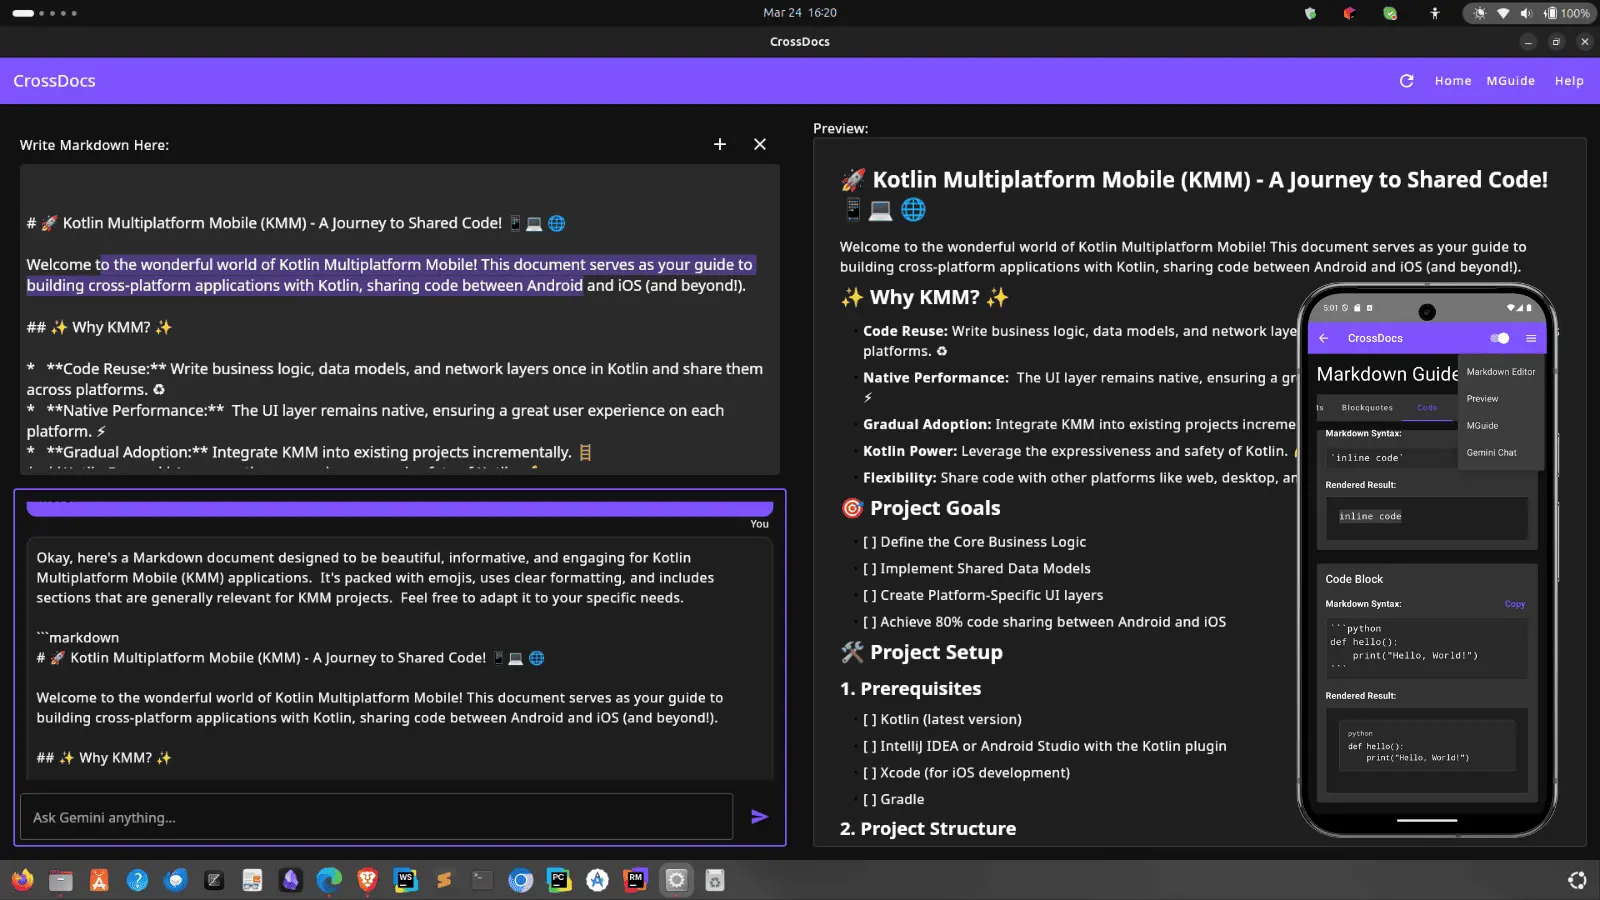 Mar 24 16:20
100%
CrossDocs
CrossDocs
Home MGuide Help
Write Markdown Here:
# 🚀 Kotlin Multiplatform Mobile (KMM) - A Journey to Shared Code! 📱💻🌐
Welcome to the wonderful world of Kotlin Multiplatform Mobile! This document serves as your guide to
building cross-platform applications with Kotlin, sharing code between Android and iOS (and beyond!).
## ✨ Why KMM? ✨
* **Code Reuse:** Write business logic, data models, and network layers once in Kotlin and share them
across platforms. ♻
* **Native Performance:** The UI layer remains native, ensuring a great user experience on each
platform. ⚡
* **Gradual Adoption:** Integrate KMM into existing projects incrementally. 🪜
You
Okay, here's a Markdown document designed to be beautiful, informative, and engaging for Kotlin
Multiplatform Mobile (KMM) applications. It's packed with emojis, uses clear formatting, and includes
sections that are generally relevant for KMM projects. Feel free to adapt it to your specific needs.
```markdown
# 🚀 Kotlin Multiplatform Mobile (KMM) - A Journey to Shared Code! 📱💻🌐
Welcome to the wonderful world of Kotlin Multiplatform Mobile! This document serves as your guide to
building cross-platform applications with Kotlin, sharing code between Android and iOS (and beyond!).
## ✨ Why KMM? ✨
Ask Gemini anything...
Preview:
🚀 Kotlin Multiplatform Mobile (KMM) - A Journey to Shared Code!
📱💻🌐
Welcome to the wonderful world of Kotlin Multiplatform Mobile! This document serves as your guide to
building cross-platform applications with Kotlin, sharing code between Android and iOS (and beyond!).
✨ Why KMM? ✨
Code Reuse: Write business logic, data models, and network laye
platforms. ♻
Native Performance: The UI layer remains native, ensuring a gr
⚡
Gradual Adoption: Integrate KMM into existing projects increme
Kotlin Power: Leverage the expressiveness and safety of Kotlin.
Flexibility: Share code with other platforms like web, desktop, an
🎯 Project Goals
[ ] Define the Core Business Logic
[ ] Implement Shared Data Models
[ ] Create Platform-Specific UI layers
[ ] Achieve 80% code sharing between Android and iOS
🛠 Project Setup
1. Prerequisites
[ ] Kotlin (latest version)
[ ] IntelliJ IDEA or Android Studio with the Kotlin plugin
[ ] Xcode (for iOS development)
[ ] Gradle
2. Project Structure
5:01
CrossDocs
Markdown Guide
Markdown Editor
Preview
MGuide
Gemini Chat
ts Blockquotes Code
Markdown Syntax:
`inline code`
Rendered Result:
inline code
Code Block
Markdown Syntax: Copy
```python
def hello():
    print("Hello, World!")
```
Rendered Result:
python
def hello():
    print("Hello, World!")
WS
PC
RM